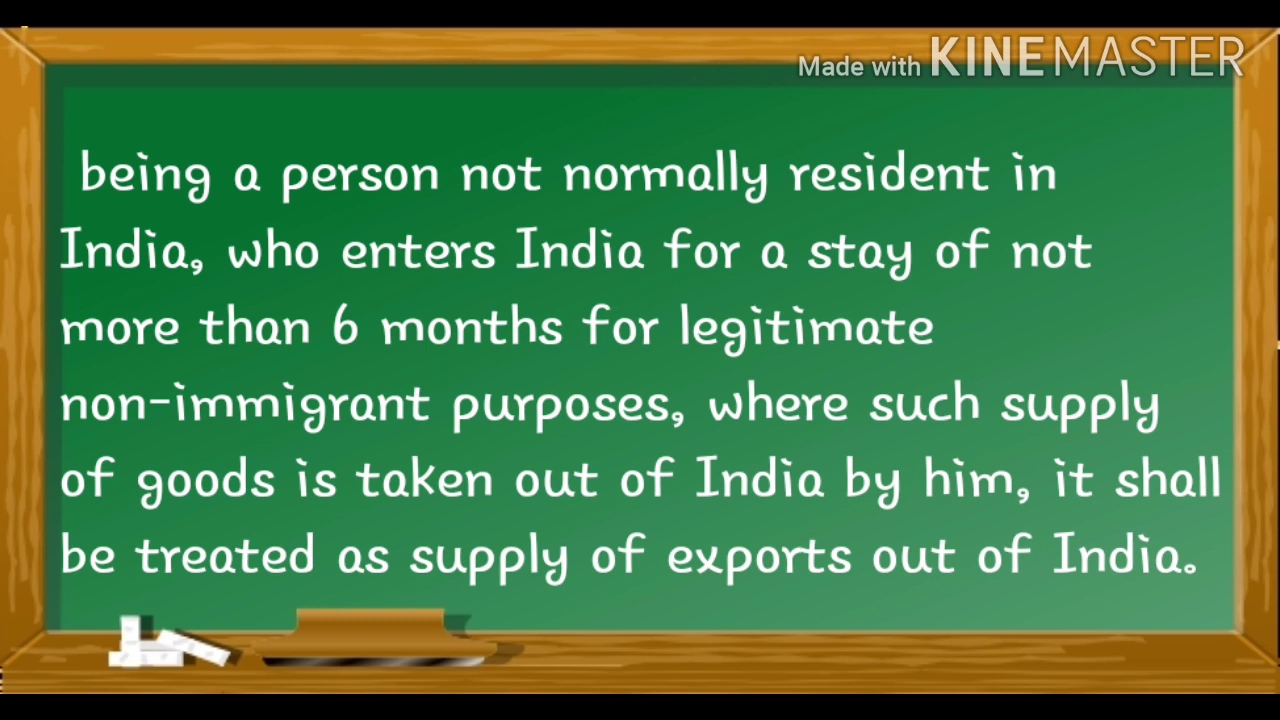 Made with KINEMASTER
being a person not normally resident in
India, who enters India for a stay of not
more than 6 months for legitimate
non-immigrant purposes, where such supply
of goods is taken out of India by him, it shall
be treated as supply of exports out of India.